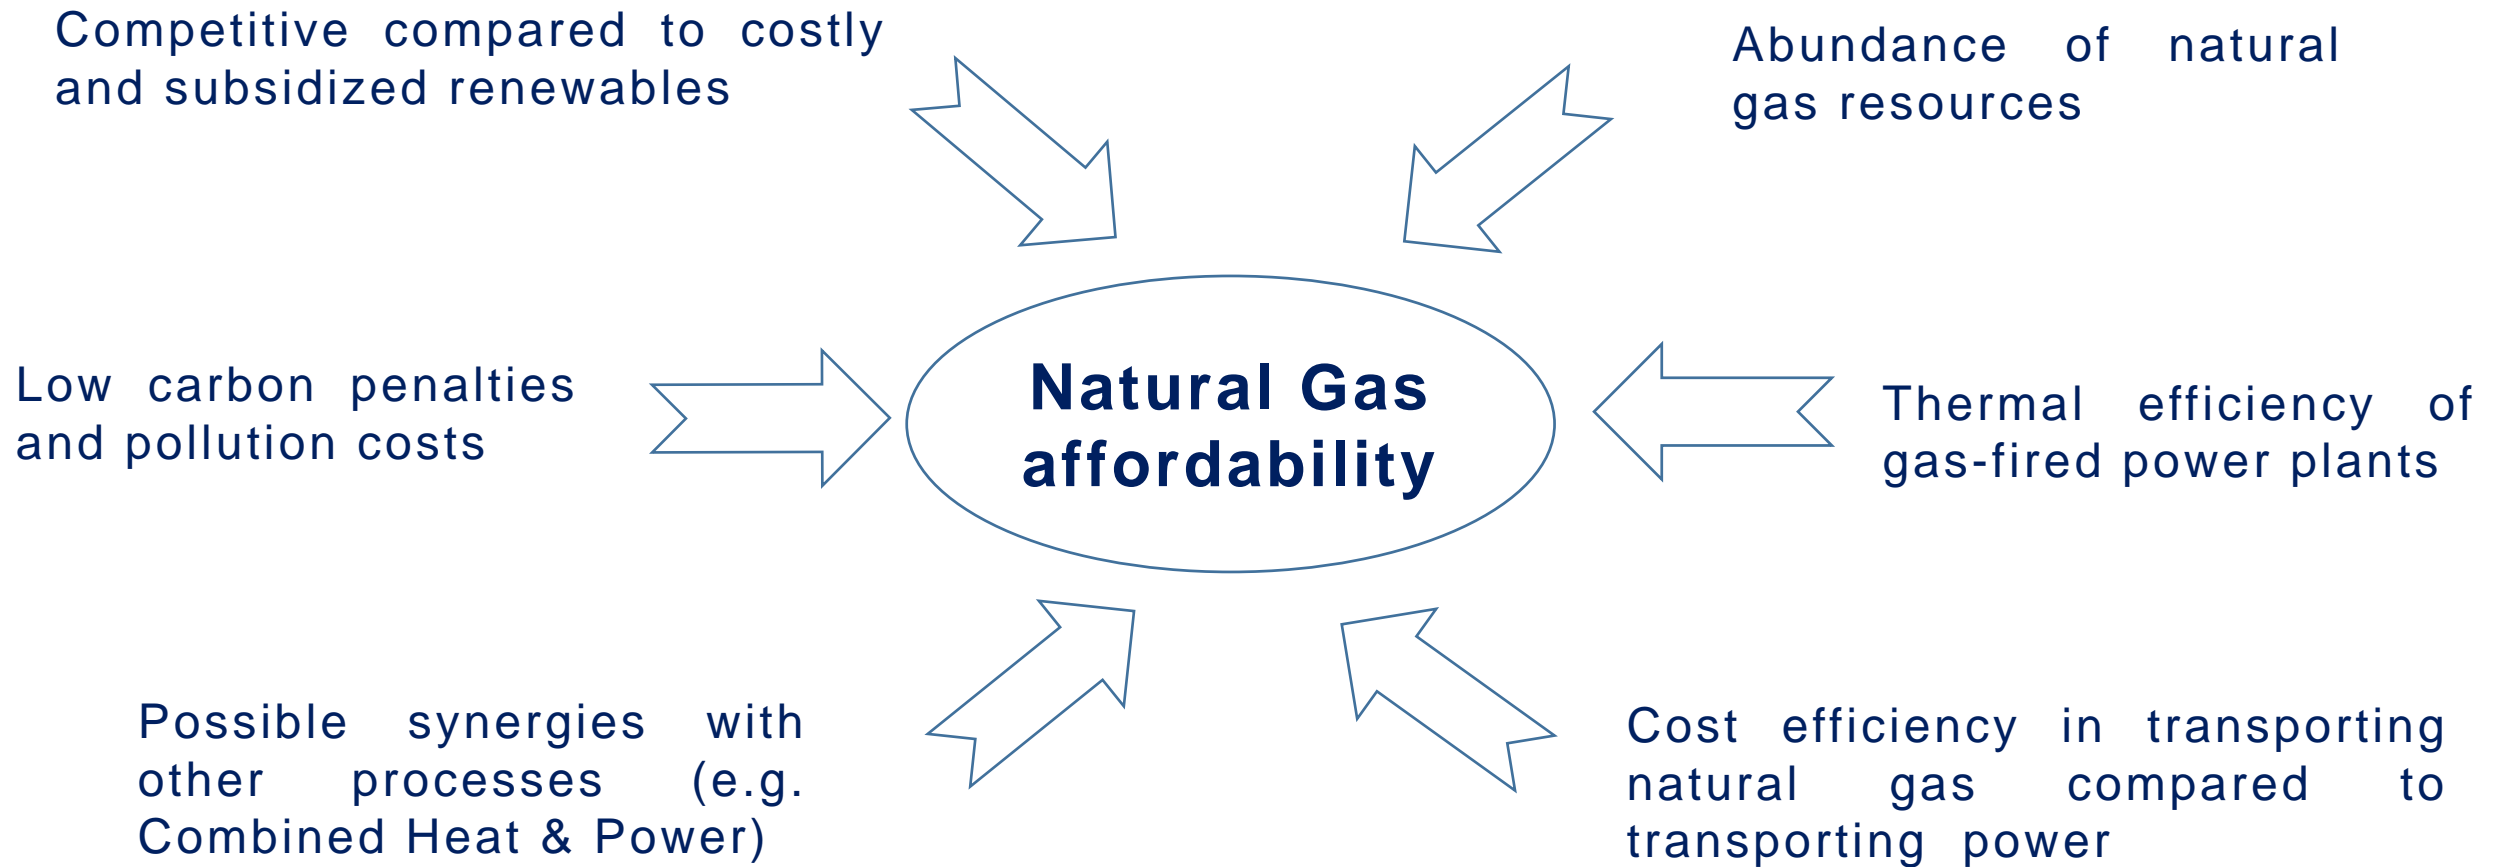 Competitive compared to costly
and subsidized renewables
Abundance of natural
gas resources
Natural Gas
affordability
Low carbon penalties
and pollution costs
Thermal efficiency of
gas-fired power plants
Possible synergies with
other processes (e.g.
Combined Heat & Power)
Cost efficiency in transporting
natural gas compared to
transporting power